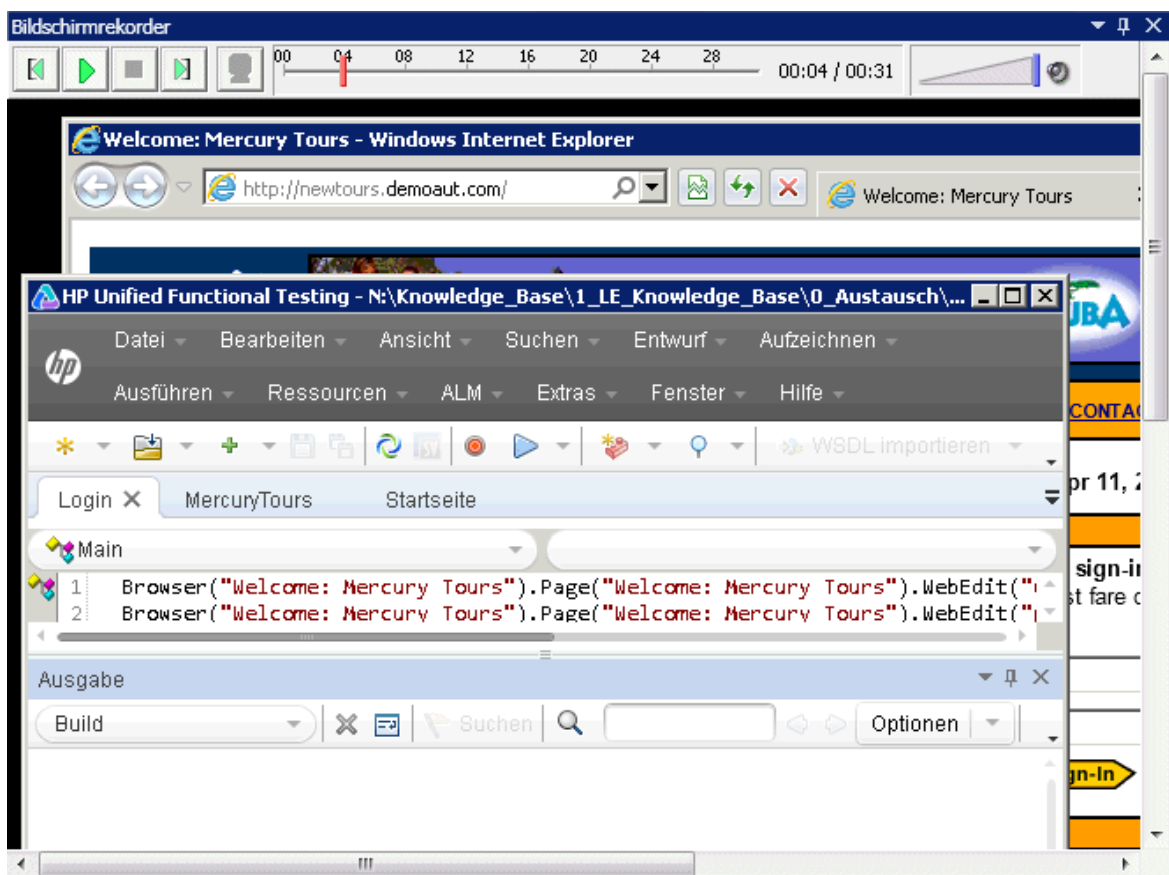 Bildschirmrekorder
00 04 08 12 16 20 24 28
00:04 / 00:31
Welcome: Mercury Tours - Windows Internet Explorer
http://newtours.demoaut.com/
Welcome: Mercury Tours
HP Unified Functional Testing - N:\Knowledge_Base\1_LE_Knowledge_Base\0_Austausch\...
hp
Datei Bearbeiten Ansicht Suchen Entwurf Aufzeichnen
Ausführen Ressourcen ALM Extras Fenster Hilfe
CONTA
WSDL importieren
pr 11, 2
Login MercuryTours Startseite
Main
sign-in
st fare
1 Browser("Welcome: Mercury Tours").Page("Welcome: Mercury Tours").WebEdit("
2 Browser("Welcome: Mercury Tours").Page("Welcome: Mercury Tours").WebEdit("
Ausgabe
Build Suchen Optionen
gn-In